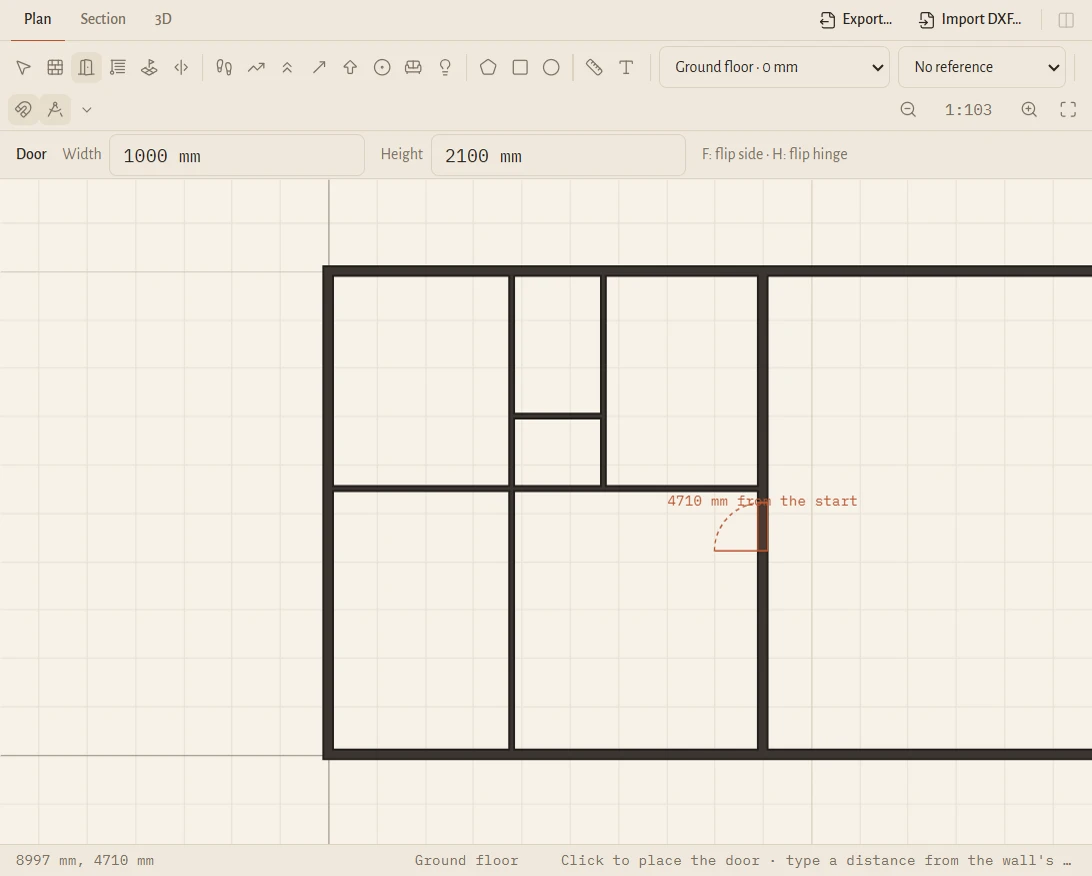 Plan Section 3D Export... Import DXF...
Ground floor · 0 mm No reference
1:103
Door Width 1000 mm Height 2100 mm F: flip side · H: flip hinge
4710 mm from the start
8997 mm, 4710 mm Ground floor Click to place the door · type a distance from the wall's …